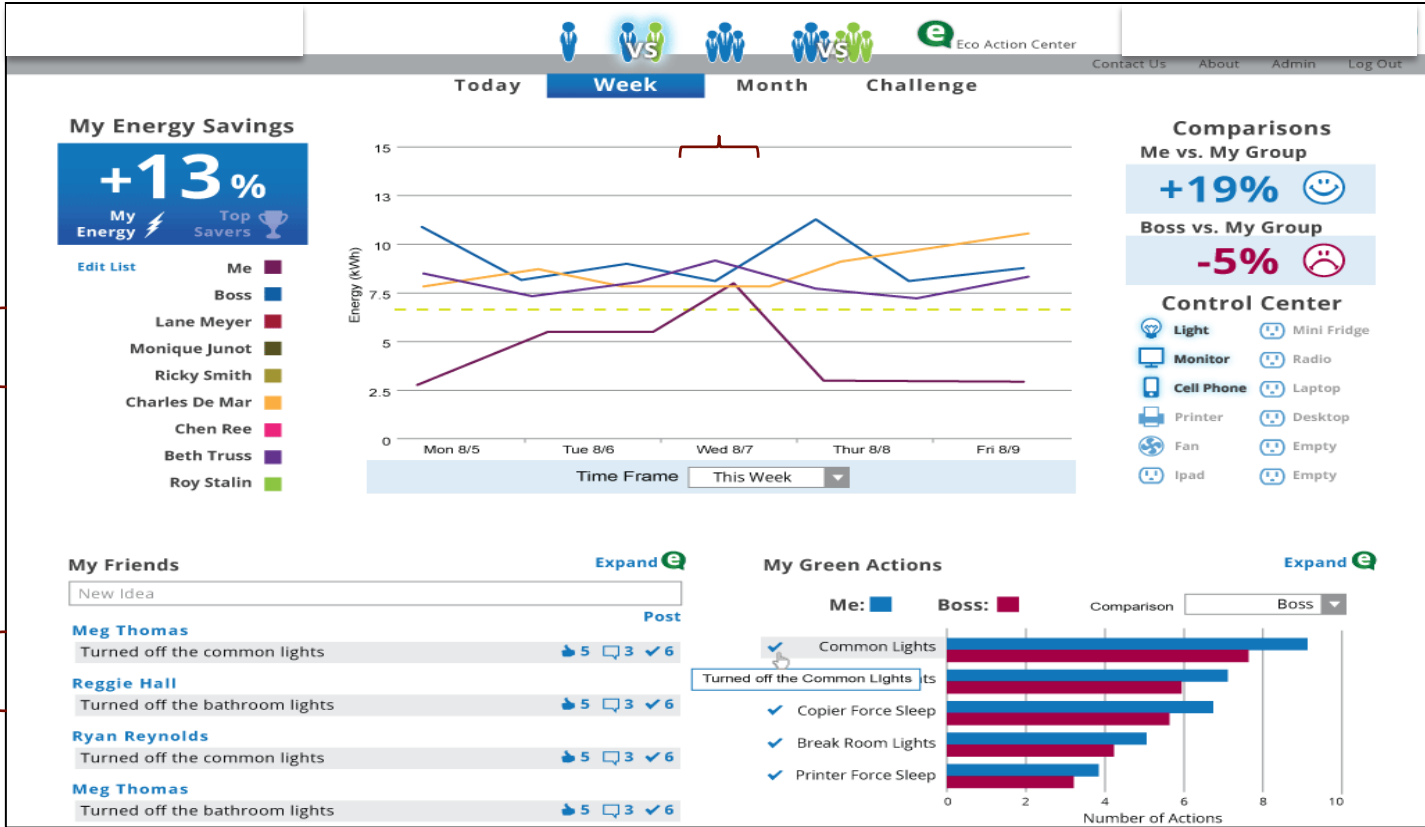 VS
VS
e Eco Action Center
Contact Us About Admin Log Out
Today Week Month Challenge
My Energy Savings
+13%
My Energy
Top Savers
Edit List
Me
Boss
Lane Meyer
Monique Junot
Ricky Smith
Charles De Mar
Chen Ree
Beth Truss
Roy Stalin
Energy (kWh)
15
13
10
7.5
5
2.5
0
Mon 8/5 Tue 8/6 Wed 8/7 Thur 8/8 Fri 8/9
Time Frame This Week
Comparisons
Me vs. My Group
+19%
Boss vs. My Group
-5%
Control Center
Light Mini Fridge
Monitor Radio
Cell Phone Laptop
Printer Desktop
Fan Empty
Ipad Empty
My Friends Expand e
New Idea
Post
Meg Thomas
Turned off the common lights 5 3 6
Reggie Hall
Turned off the bathroom lights 5 3 6
Ryan Reynolds
Turned off the common lights 5 3 6
Meg Thomas
Turned off the bathroom lights 5 3 6
My Green Actions Expand e
Me: Boss: Comparison Boss
Common Lights
Turned off the Common Lights ts
Copier Force Sleep
Break Room Lights
Printer Force Sleep
0 2 4 6 8 10
Number of Actions